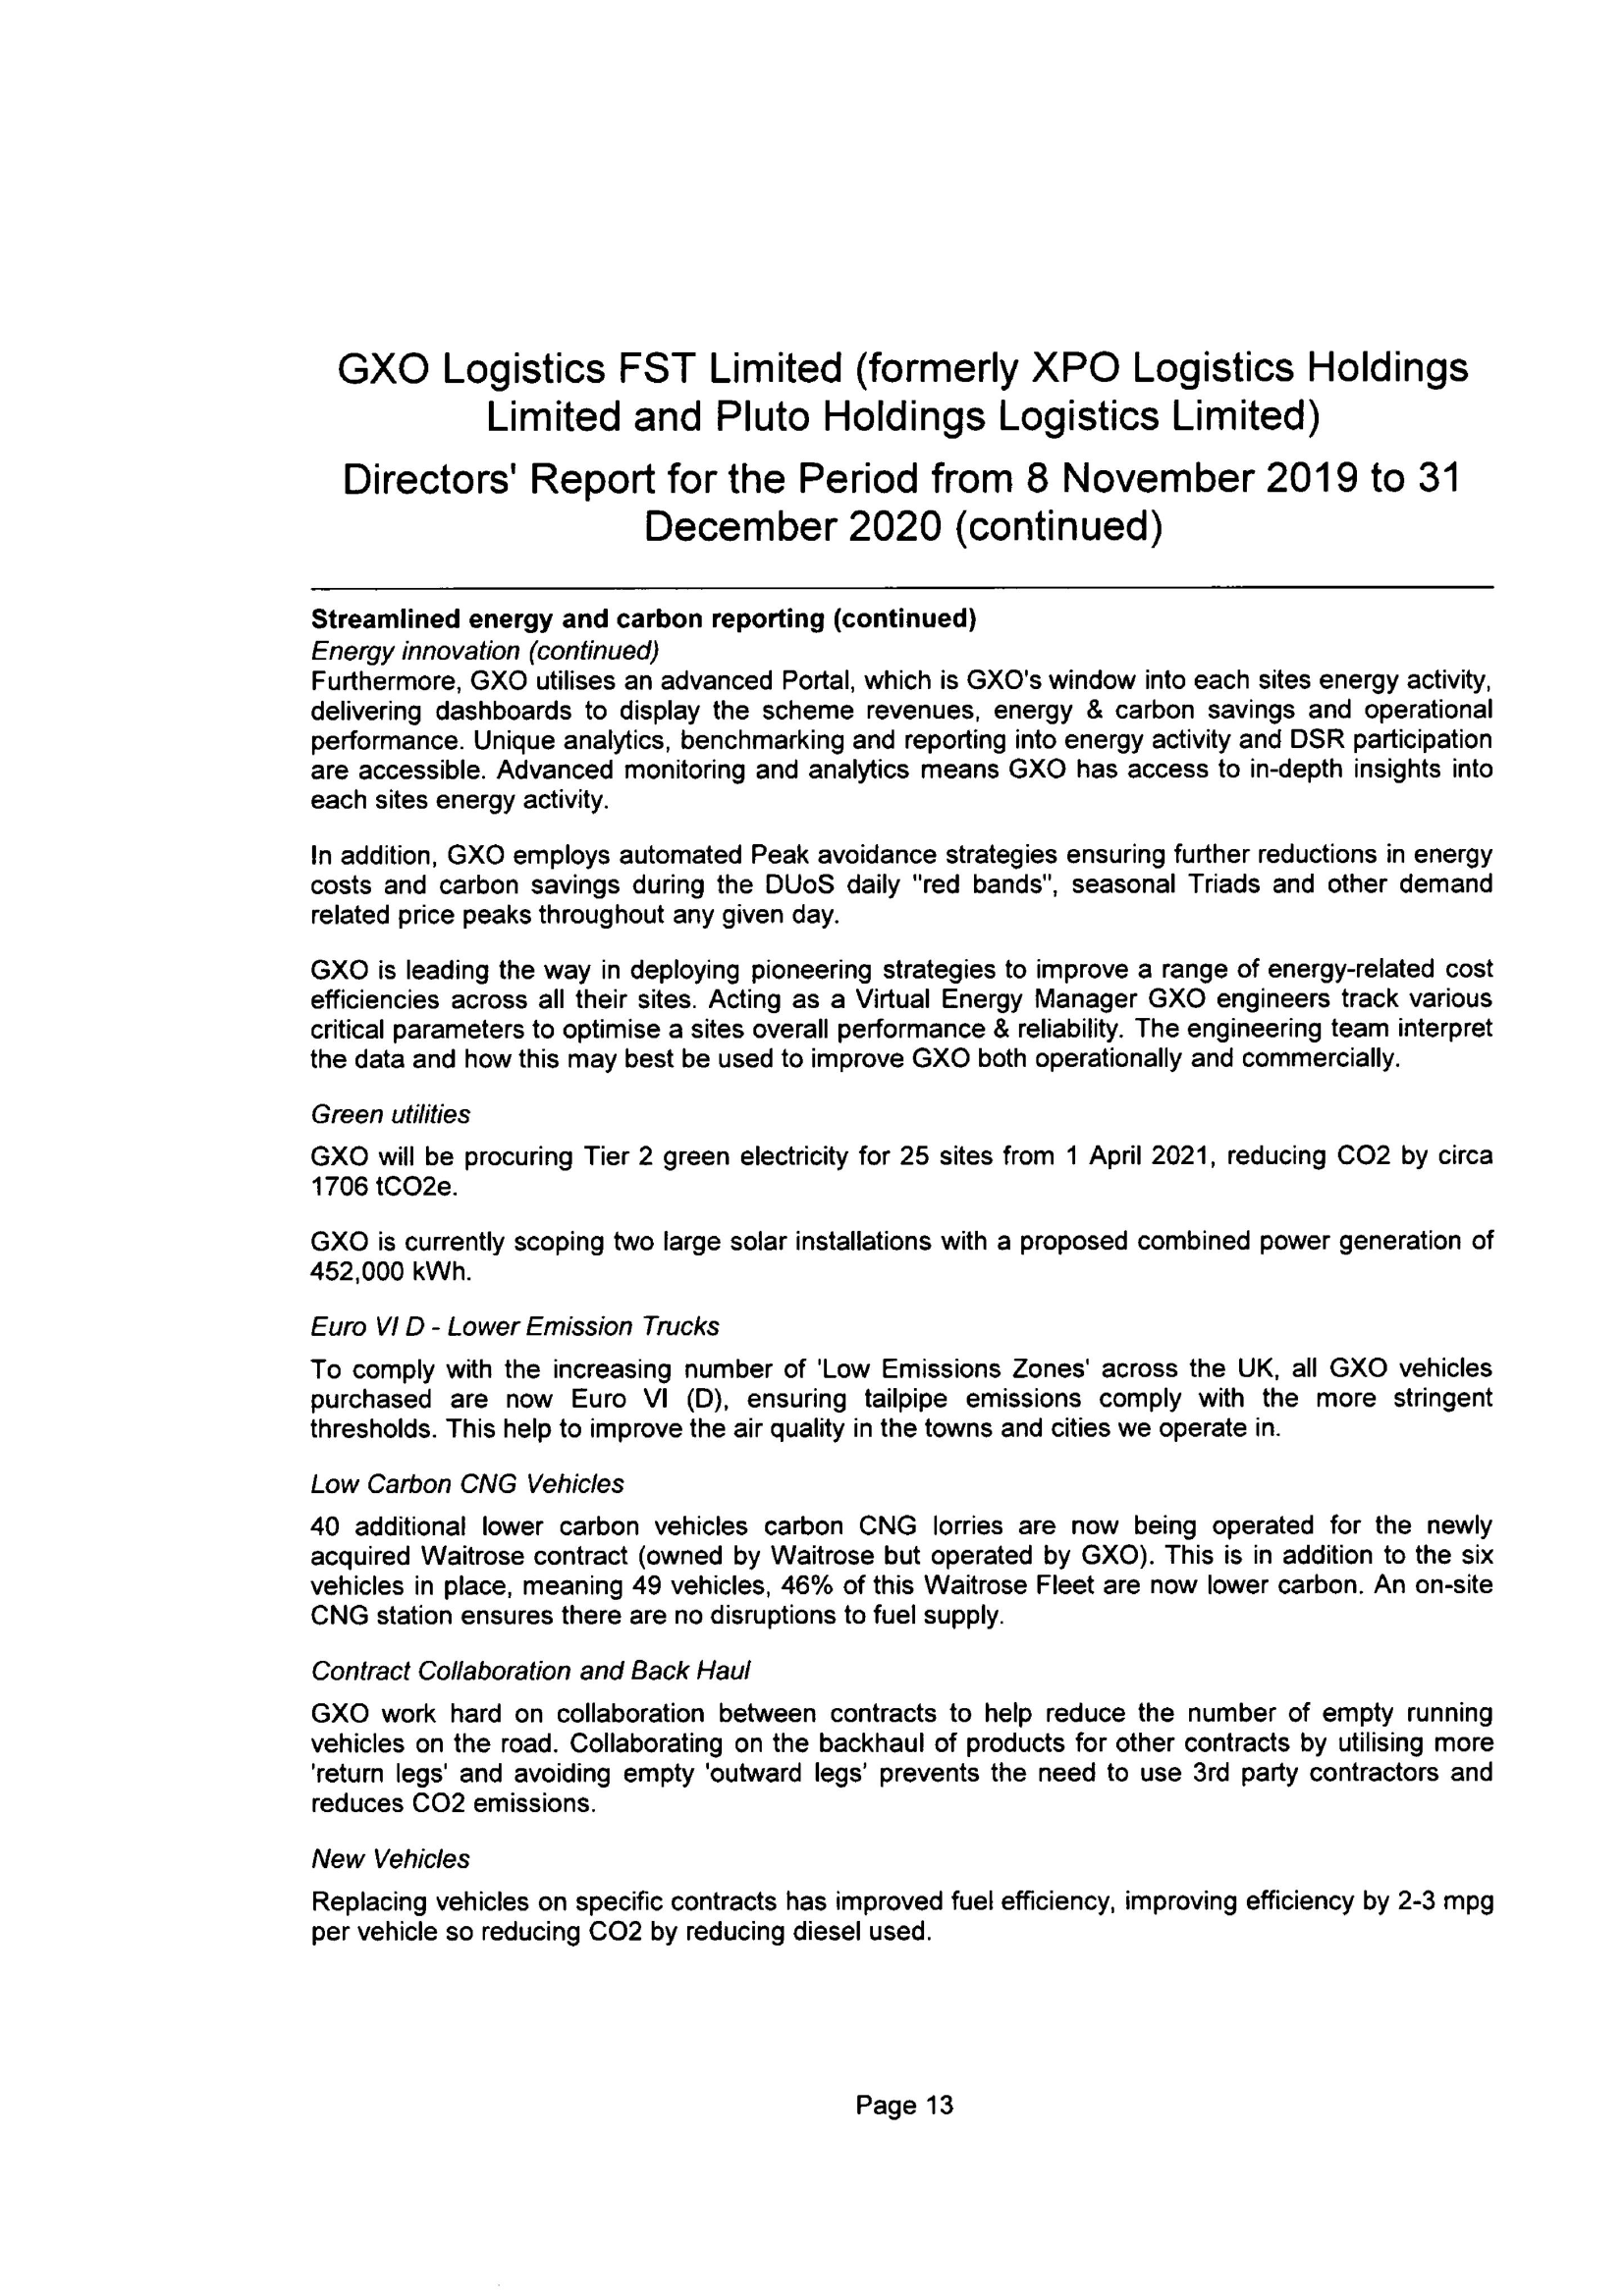 GXO Logistics FST Limited (formerly XPO Logistics Holdings
Limited and Pluto Holdings Logistics Limited)
Directors' Report for the Period from 8 November 2019 to 31
December 2020 (continued)
Streamlined energy and carbon reporting (continued)
Energy innovation (continued)
Furthermore, GXO utilises an advanced Portal, which is GXO's window into each sites energy activity,
delivering dashboards to display the scheme revenues, energy & carbon savings and operational
performance. Unique analytics, benchmarking and reporting into energy activity and DSR participation
are accessible. Advanced monitoring and analytics means GXO has access to in-depth insights into
each sites energy activity.
In addition, GXO employs automated Peak avoidance strategies ensuring further reductions in energy
costs and carbon savings during the DUoS daily "red bands", seasonal Triads and other demand
related price peaks throughout any given day.
GXO is leading the way in deploying pioneering strategies to improve a range of energy-related cost
efficiencies across all their sites. Acting as a Virtual Energy Manager GXO engineers track various
critical parameters to optimise a sites overall performance & reliability. The engineering team interpret
the data and how this may best be used to improve GXO both operationally and commercially.
Green utilities
GXO will be procuring Tier 2 green electricity for 25 sites from 1 April 2021, reducing CO2 by circa
1706 tCO2e.
GXO is currently scoping two large solar installations with a proposed combined power generation of
452,000 kWh.
Euro VI D - Lower Emission Trucks
To comply with the increasing number of 'Low Emissions Zones' across the UK, all GXO vehicles
purchased are now Euro VI (D), ensuring tailpipe emissions comply with the more stringent
thresholds. This help to improve the air quality in the towns and cities we operate in.
Low Carbon CNG Vehicles
40 additional lower carbon vehicles carbon CNG lorries are now being operated for the newly
acquired Waitrose contract (owned by Waitrose but operated by GXO). This is in addition to the six
vehicles in place, meaning 49 vehicles, 46% of this Waitrose Fleet are now lower carbon. An on-site
CNG station ensures there are no disruptions to fuel supply.
Contract Collaboration and Back Haul
GXO work hard on collaboration between contracts to help reduce the number of empty running
vehicles on the road. Collaborating on the backhaul of products for other contracts by utilising more
'return legs' and avoiding empty 'outward legs' prevents the need to use 3rd party contractors and
reduces CO2 emissions.
New Vehicles
Replacing vehicles on specific contracts has improved fuel efficiency, improving efficiency by 2-3 mpg
per vehicle so reducing CO2 by reducing diesel used.
Page 13